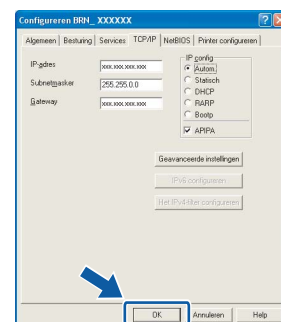 Configureren BRN_ XXXXXX
Algemeen Besturing Services TCP/IP NetBIOS Printer configureren
IP-adres xxx.xxx.xxx.xxx
Subnetmasker 255.255.0.0
Gateway xxx.xxx.xxx.xxx
IP config
Autom.
Statisch
DHCP
RARP
Bootp
APIPA
Geavanceerde instellingen
IPv6 configureren
Het IPv4-filter configureren
OK Annuleren Help